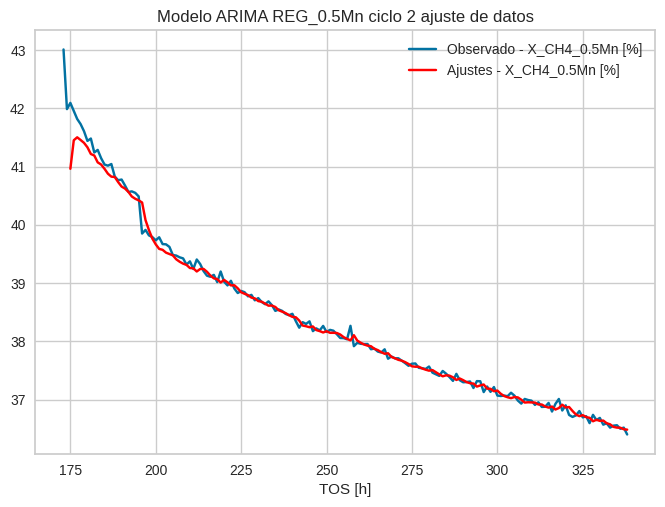 Modelo ARIMA REG_0.5Mn ciclo 2 ajuste de datos
Observado - X_CH4_0.5Mn [%]
Ajustes - X_CH4_0.5Mn [%]
43
42
41
40
39
38
37
175 200 225 250 275 300 325
TOS [h]